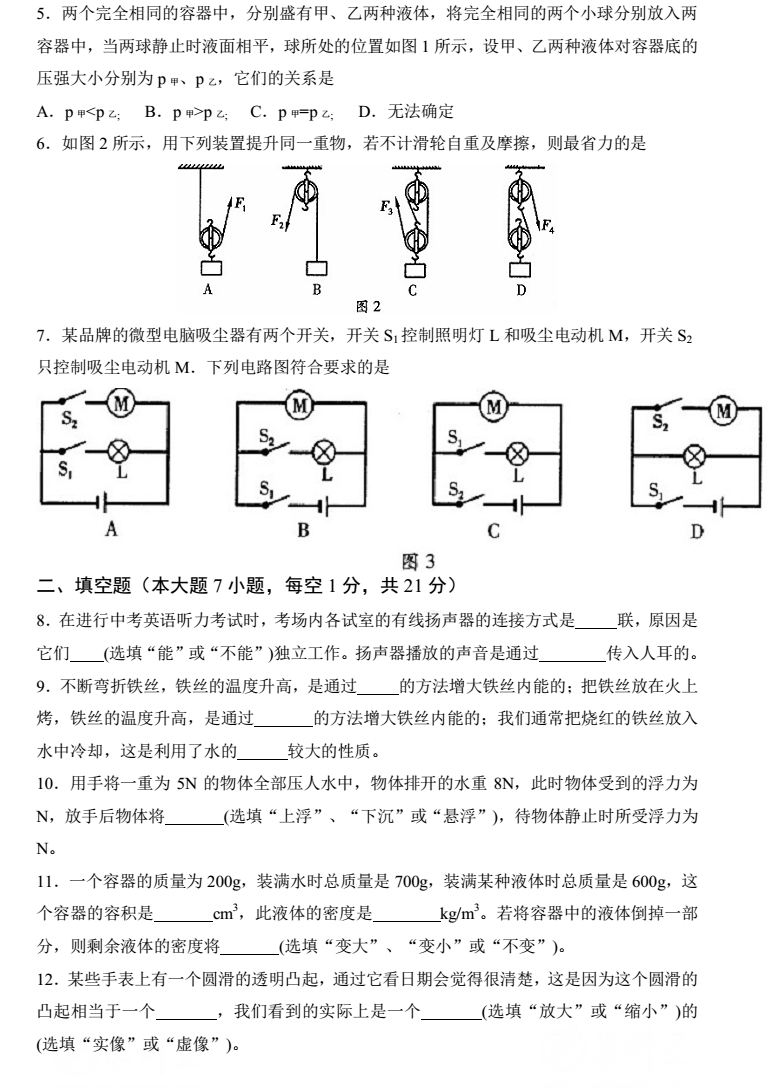 5．两个完全相同的容器中，分别盛有甲、乙两种液体，将完全相同的两个小球分别放入两
容器中，当两球静止时液面相平，球所处的位置如图 1 所示，设甲、乙两种液体对容器底的
压强大小分别为 p 甲、p 乙，它们的关系是
A．p 甲<p 乙; B．p 甲>p 乙; C．p 甲=p 乙; D．无法确定
6．如图 2 所示，用下列装置提升同一重物，若不计滑轮自重及摩擦，则最省力的是
F₁ F₂ F₃ F₄
A B C D
图 2
7．某品牌的微型电脑吸尘器有两个开关，开关 S₁控制照明灯 L 和吸尘电动机 M，开关 S₂
只控制吸尘电动机 M．下列电路图符合要求的是
M M M M
S₂ S₂ S₁ S₂
S₁ L L L L
S₁ S₂ S₁
A B C D
图 3
二、填空题（本大题 7 小题，每空 1 分，共 21 分）
8．在进行中考英语听力考试时，考场内各试室的有线扬声器的连接方式是_____联，原因是
它们____(选填“能”或“不能”)独立工作。扬声器播放的声音是通过________传入人耳的。
9．不断弯折铁丝，铁丝的温度升高，是通过_____的方法增大铁丝内能的；把铁丝放在火上
烤，铁丝的温度升高，是通过_______的方法增大铁丝内能的；我们通常把烧红的铁丝放入
水中冷却，这是利用了水的______较大的性质。
10．用手将一重为 5N 的物体全部压人水中，物体排开的水重 8N，此时物体受到的浮力为
N，放手后物体将_______(选填“上浮”、“下沉”或“悬浮”)，待物体静止时所受浮力为
N。
11．一个容器的质量为 200g，装满水时总质量是 700g，装满某种液体时总质量是 600g，这
个容器的容积是_______cm³，此液体的密度是________kg/m³。若将容器中的液体倒掉一部
分，则剩余液体的密度将_______(选填“变大”、“变小”或“不变”)。
12．某些手表上有一个圆滑的透明凸起，通过它看日期会觉得很清楚，这是因为这个圆滑的
凸起相当于一个_______，我们看到的实际上是一个_______(选填“放大”或“缩小”)的
(选填“实像”或“虚像”)。